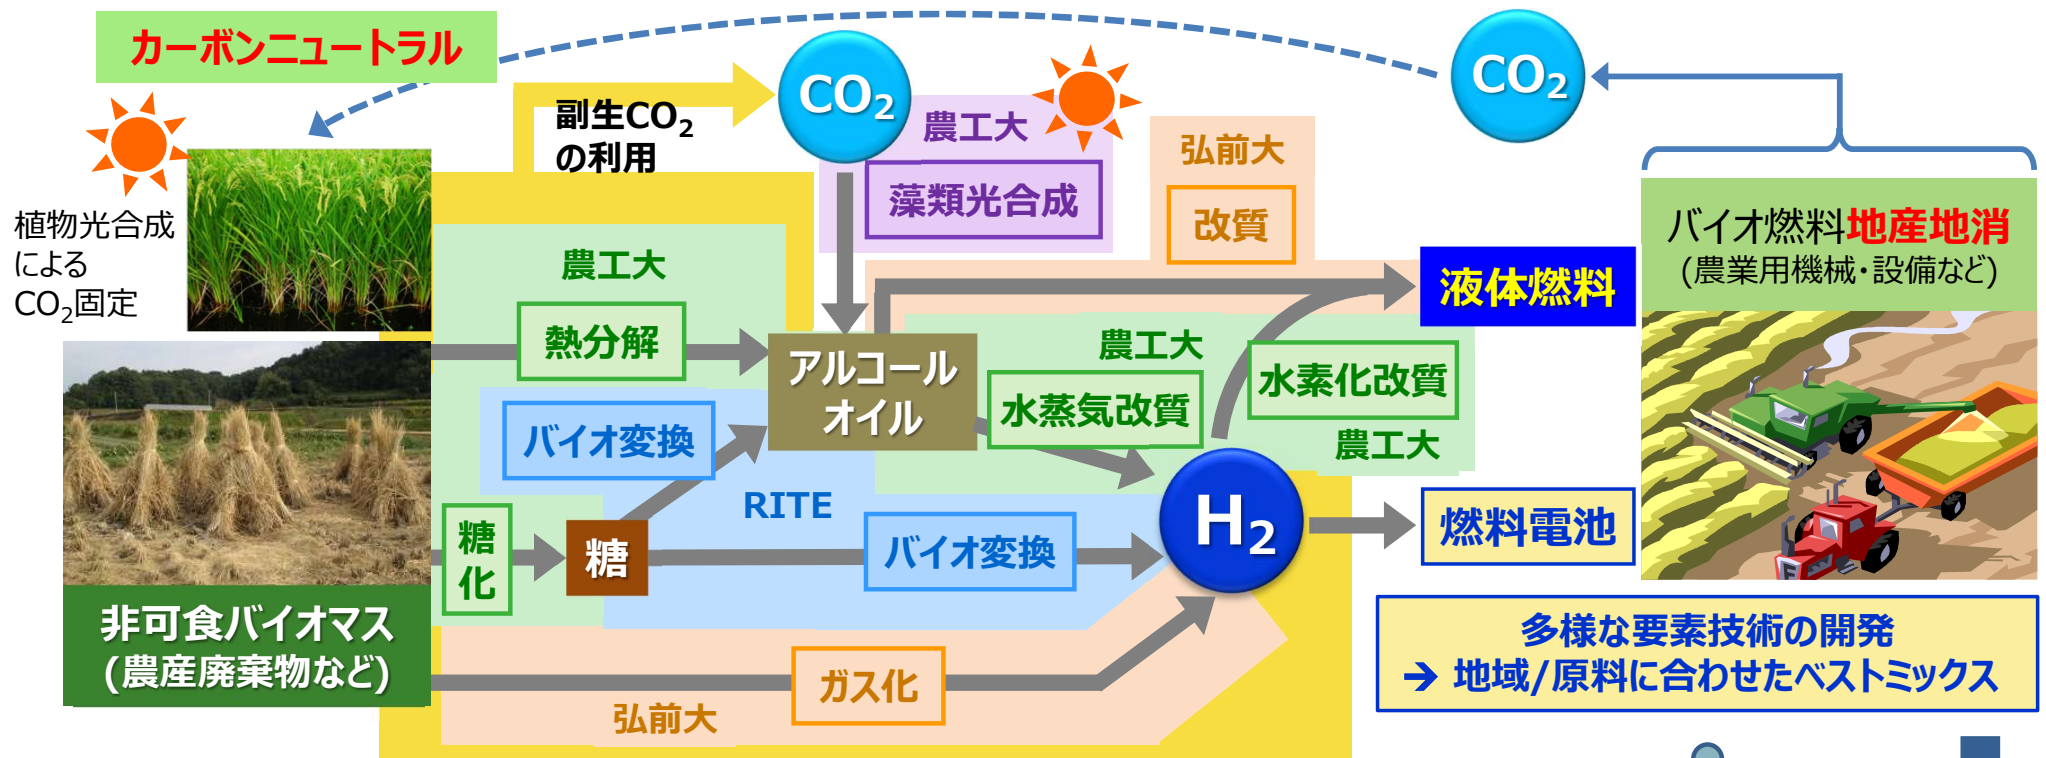 カーボンニュートラル
CO₂
CO₂
副生CO₂
の利用
農工大
藻類光合成
弘前大
改質
植物光合成
による
CO₂固定
農工大
熱分解
アルコール
オイル
農工大
水蒸気改質
水素化改質
農工大
液体燃料
バイオ燃料地産地消
(農業用機械・設備など)
バイオ変換
RITE
糖
化
糖
バイオ変換
H₂
燃料電池
非可食バイオマス
(農産廃棄物など)
ガス化
弘前大
多様な要素技術の開発
➔ 地域/原料に合わせたベストミックス